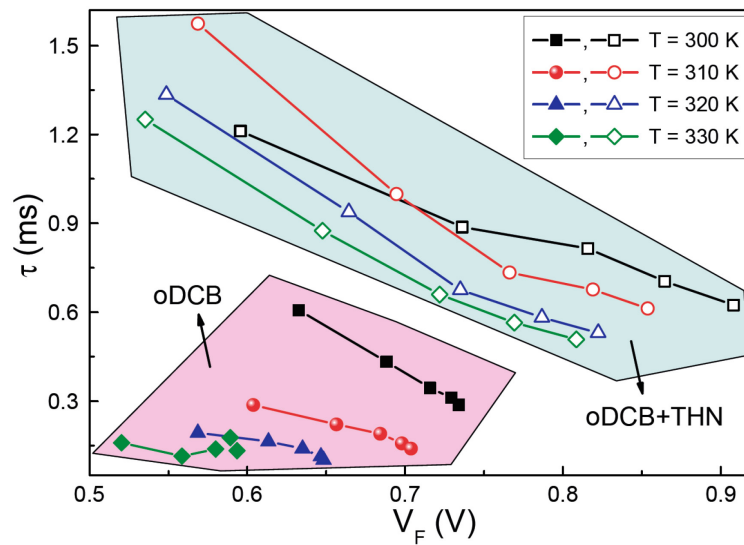 1.5
1.2
0.9
0.6
0.3
τ (ms)
T = 300 K
T = 310 K
T = 320 K
T = 330 K
oDCB
oDCB+THN
0.5 0.6 0.7 0.8 0.9
V_F (V)